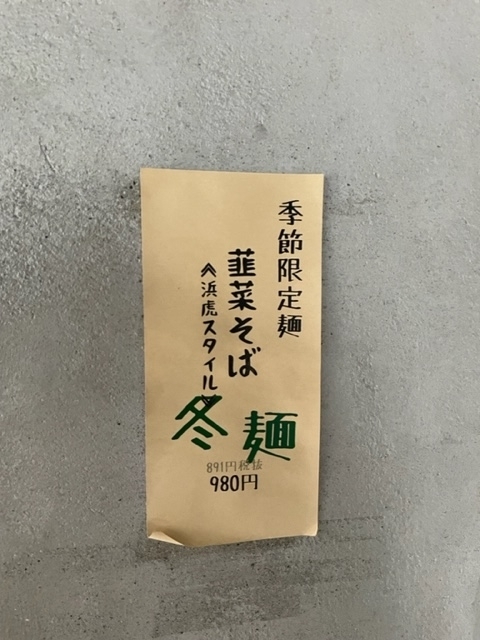 季節限定麺
韮菜そば
《浜虎スタイル》
冬麺
891円税抜
980円